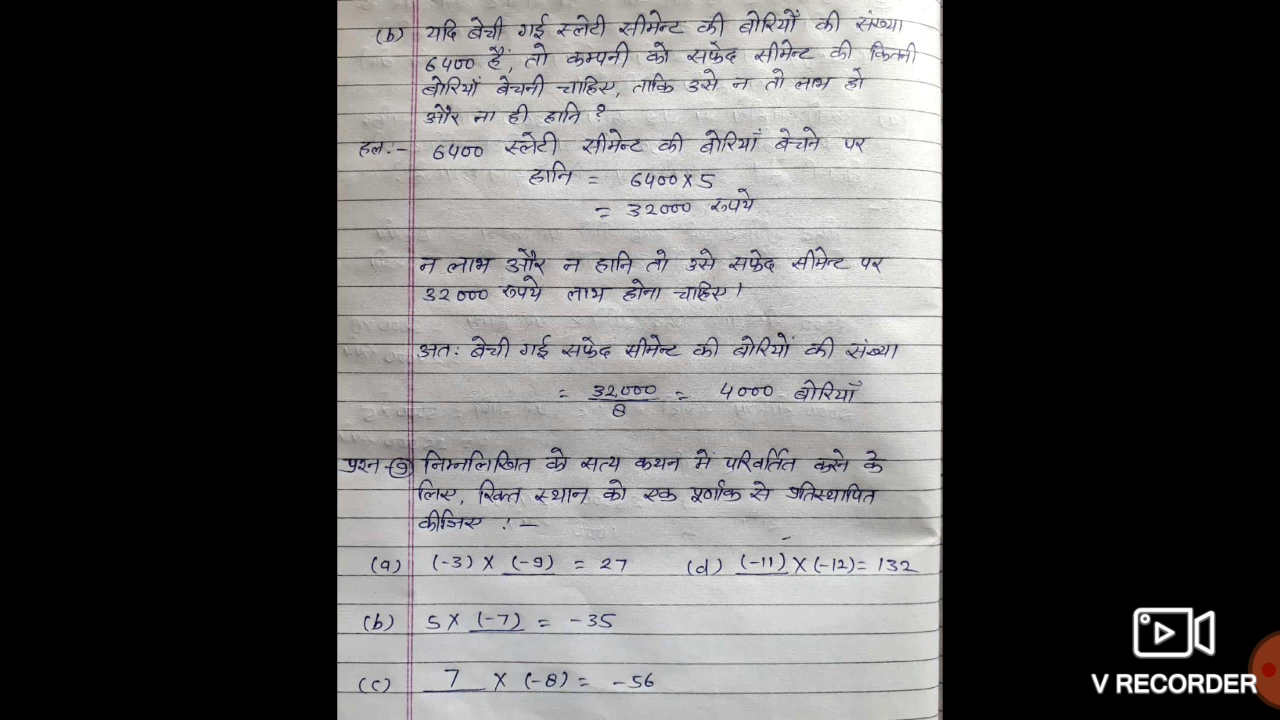 (b) यदि बेची गई स्लेटी सीमेन्ट की बोरियों की संख्या
6400 है, तो कम्पनी को सफेद सीमेन्ट की कितनी
बोरियाँ बेचनी चाहिए, ताकि उसे न तो लाभ हो
और ना ही हानि ?
हल:- 6400 स्लेटी सीमेन्ट की बोरियाँ बेचने पर
हानि = 6400 x 5
= 32000 रुपये
न लाभ और न हानि तो उसे सफेद सीमेन्ट पर
32000 रुपये लाभ होना चाहिए।
अत: बेची गई सफेद सीमेन्ट की बोरियों की संख्या
= 32000/8 = 4000 बोरियाँ
प्रश्न-(9) निम्नलिखित को सत्य कथन में परिवर्तित करने के
लिए, रिक्त स्थान को एक पूर्णांक से प्रतिस्थापित
कीजिए :-
(a) (-3) x (-9) = 27 (d) (-11) x (-12) = 132
(b) 5 x (-7) = -35
(c) 7 x (-8) = -56
V RECORDER